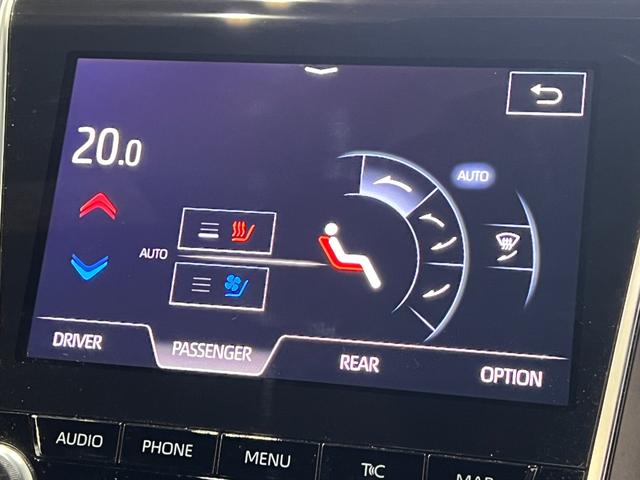 20.0
AUTO
AUTO
DRIVER
PASSENGER
REAR
OPTION
AUDIO
PHONE
MENU